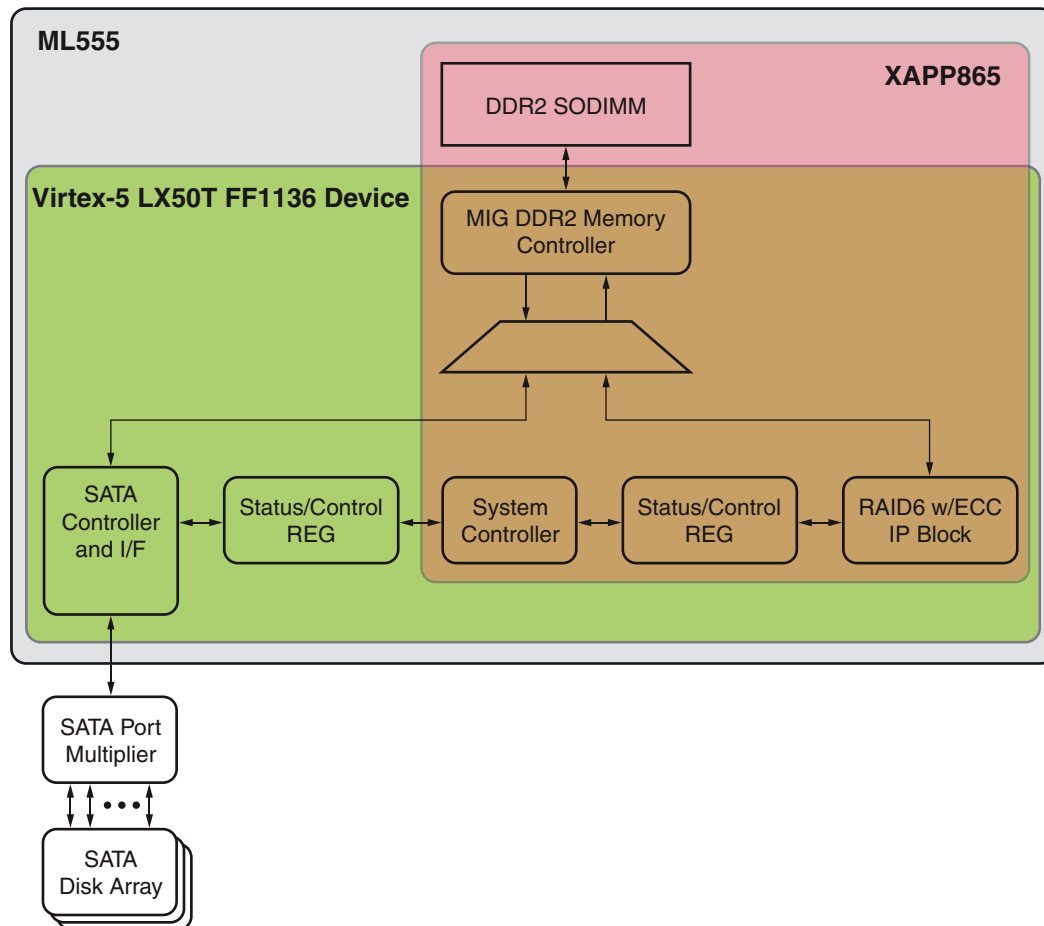 ML555
XAPP865
DDR2 SODIMM
Virtex-5 LX50T FF1136 Device
MIG DDR2 Memory
Controller
SATA
Controller
and I/F
Status/Control
REG
System
Controller
Status/Control
REG
RAID6 w/ECC
IP Block
SATA Port
Multiplier
SATA
Disk Array